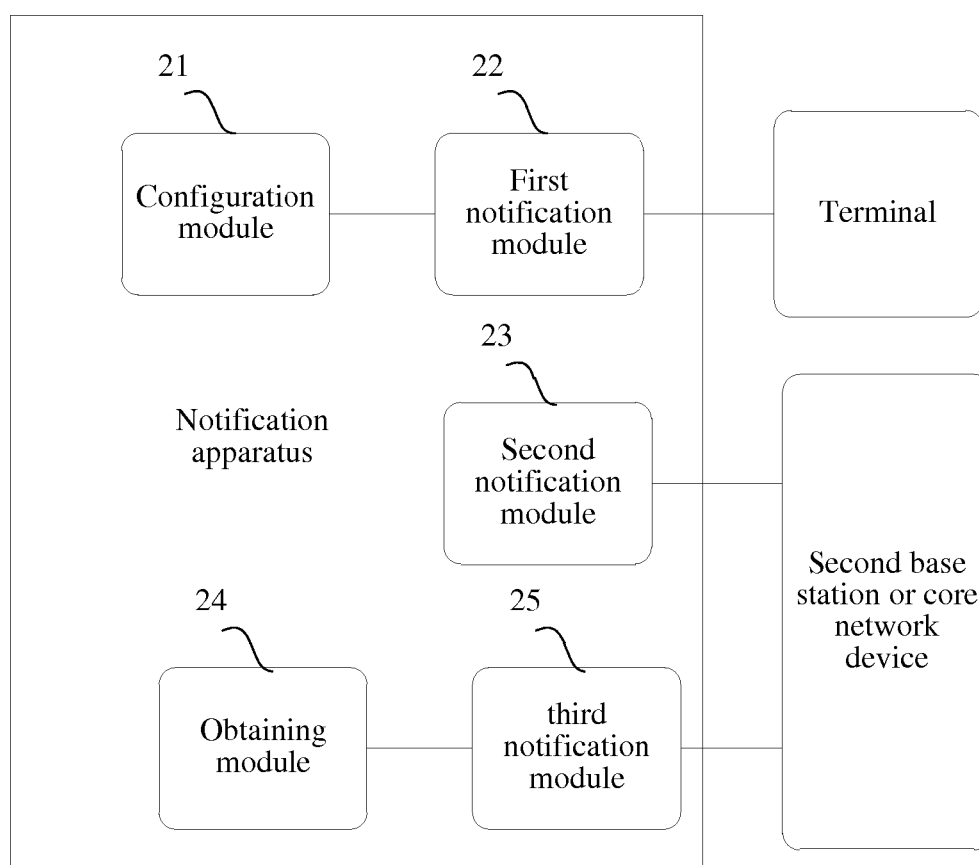 21
22
Configuration
module
First
notification
module
Terminal
23
Notification
apparatus
Second
notification
module
Second base
station or core
network
device
24
25
Obtaining
module
third
notification
module